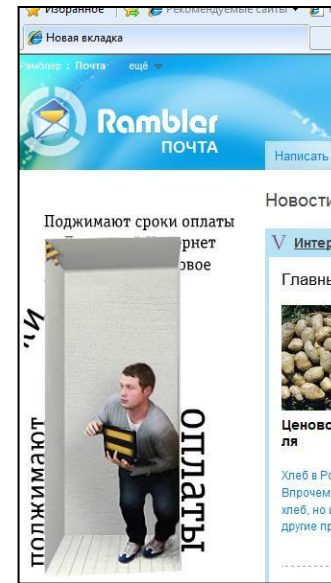 Избранное
Рекомендуемые сайты
Новая вкладка
Рамблер : Почта ещё
Rambler
ПОЧТА
Написать
Новости
Поджимают сроки оплаты
V Интер
Главны
И,,
поджимают
оплаты
Ценово
ля
Хлеб в Ро
Впрочем
хлеб, но и
другие пр